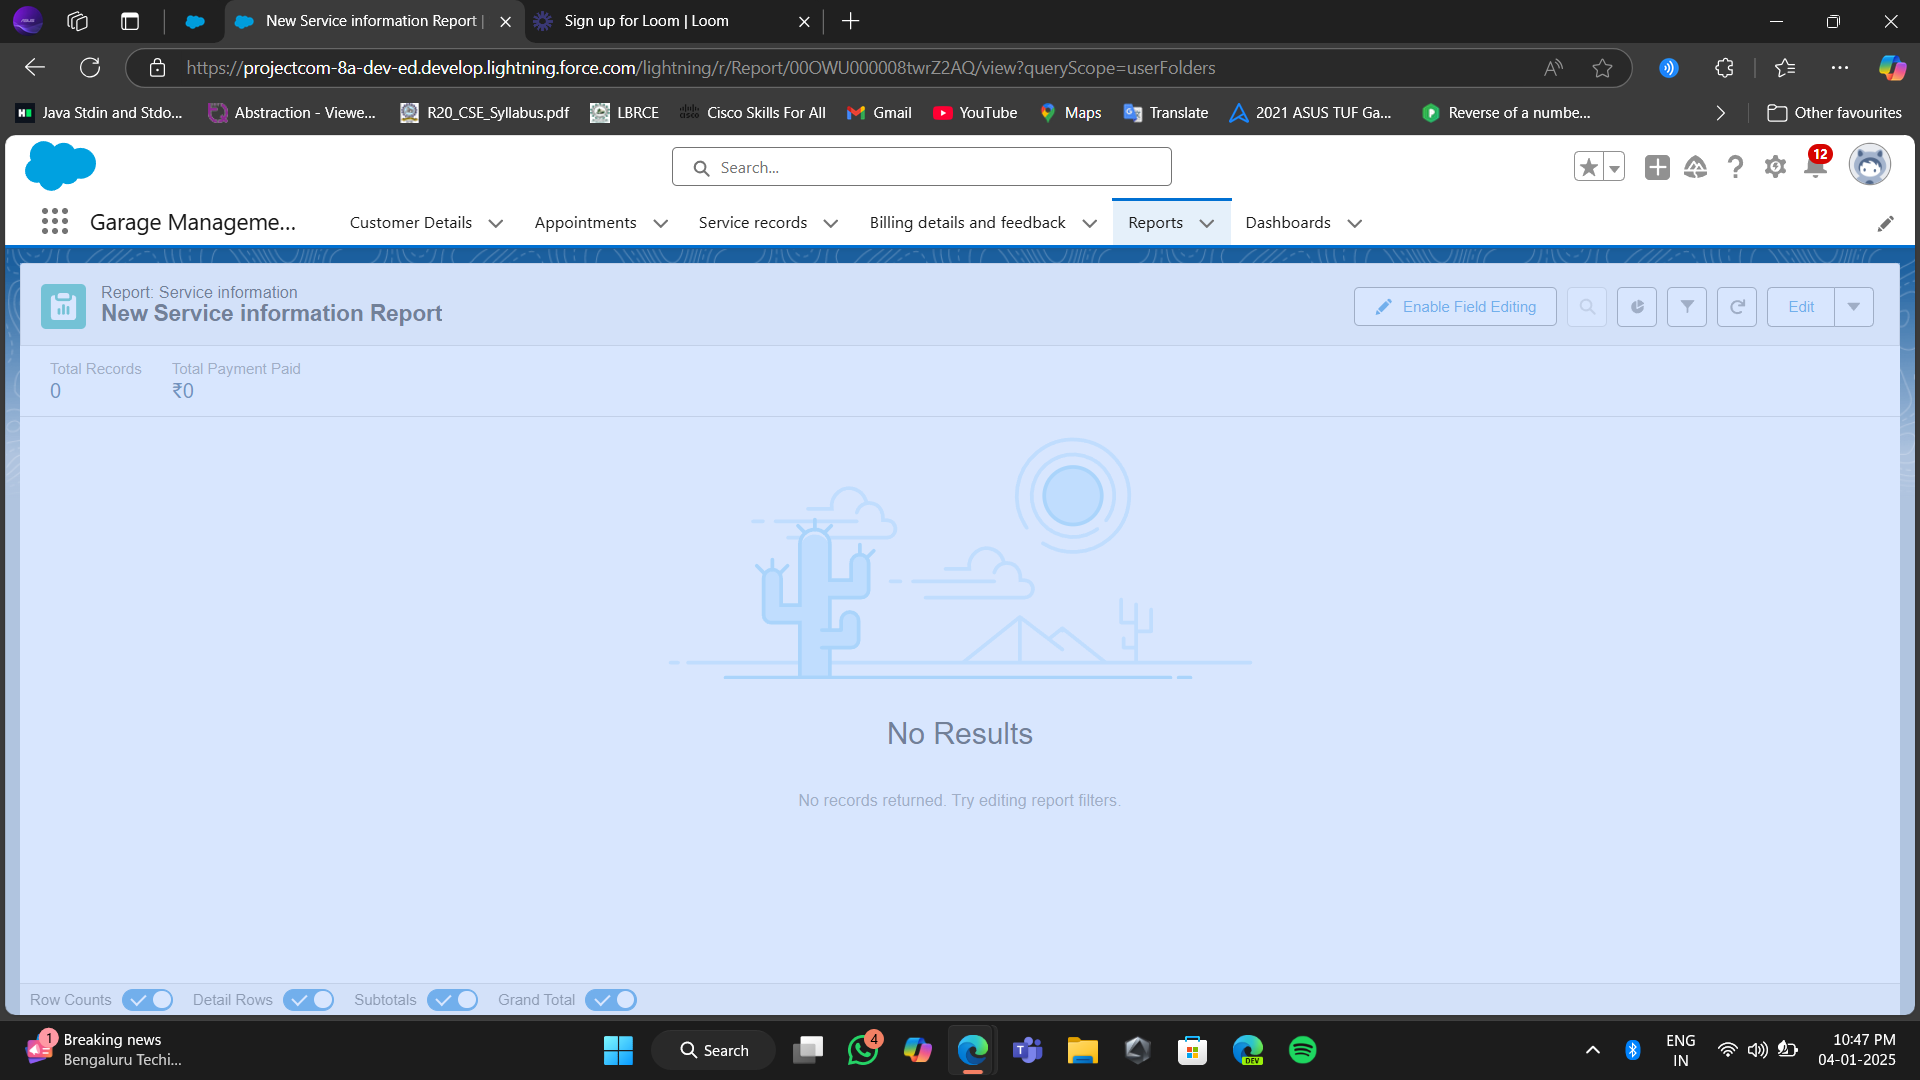 New Service information Report |
Sign up for Loom | Loom
https://projectcom-8a-dev-ed.develop.lightning.force.com/lightning/r/Report/00OWU000008twrZ2AQ/view?queryScope=userFolders
Java Stdin and Stdo...
Abstraction - Viewe...
R20_CSE_Syllabus.pdf
LBRCE
Cisco Skills For All
Gmail
YouTube
Maps
Translate
2021 ASUS TUF Ga...
Reverse of a numbe...
Other favourites
Search...
12
Garage Manageme...
Customer Details
Appointments
Service records
Billing details and feedback
Reports
Dashboards
Report: Service information
New Service information Report
Enable Field Editing
Edit
Total Records
0
Total Payment Paid
₹0
No Results
No records returned. Try editing report filters.
Row Counts
Detail Rows
Subtotals
Grand Total
1
Breaking news
Bengaluru Techi...
Search
4
DEV
ENG
IN
10:47 PM
04-01-2025